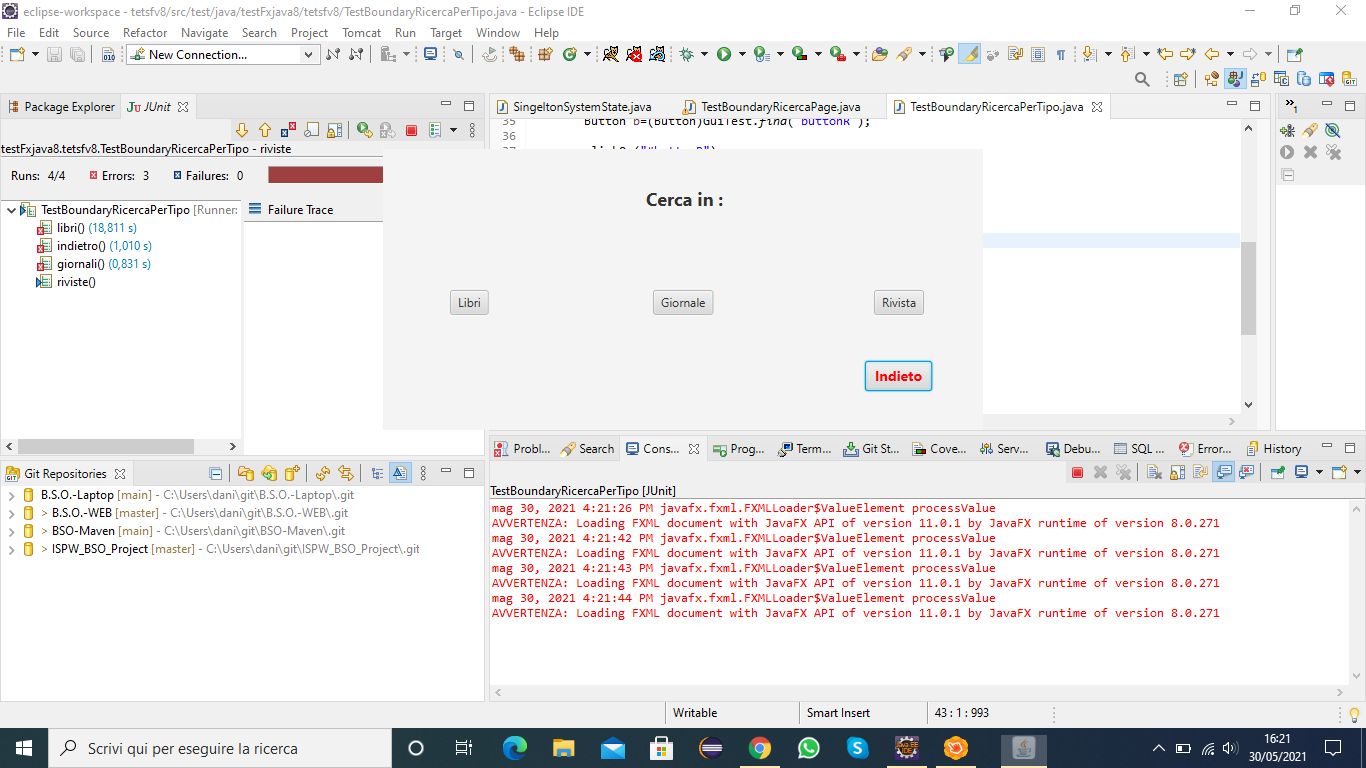 eclipse-workspace - tetsfv8/src/test/java/testFxjava8/tetsfv8/TestBoundaryRicercaPerTipo.java - Eclipse IDE
File Edit Source Refactor Navigate Search Project Tomcat Run Target Window Help
New Connection...
Package Explorer
JUnit
SingeltonSystemState.java
TestBoundaryRicercaPage.java
TestBoundaryRicercaPerTipo.java
35 Button b=(Button)GuiTest.find("buttonR");
36
testFxjava8.tetsfv8.TestBoundaryRicercaPerTipo - riviste
Runs: 4/4 Errors: 3 Failures: 0
TestBoundaryRicercaPerTipo [Runner:
libri() (18,811 s)
indietro() (1,010 s)
giornali() (0,831 s)
riviste()
Failure Trace
Cerca in :
Libri
Giornale
Rivista
Indieto
Git Repositories
B.S.O.-Laptop [main] - C:\Users\dani\git\B.S.O.-Laptop\.git
> B.S.O.-WEB [master] - C:\Users\dani\git\B.S.O.-WEB\.git
> BSO-Maven [main] - C:\Users\dani\git\BSO-Maven\.git
> ISPW_BSO_Project [master] - C:\Users\dani\git\ISPW_BSO_Project\.git
Probl... Search Cons... Prog... Term... Git St... Cove... Serv... Debu... SQL ... Error... History
TestBoundaryRicercaPerTipo [JUnit]
mag 30, 2021 4:21:26 PM javafx.fxml.FXMLLoader$ValueElement processValue
AVVERTENZA: Loading FXML document with JavaFX API of version 11.0.1 by JavaFX runtime of version 8.0.271
mag 30, 2021 4:21:42 PM javafx.fxml.FXMLLoader$ValueElement processValue
AVVERTENZA: Loading FXML document with JavaFX API of version 11.0.1 by JavaFX runtime of version 8.0.271
mag 30, 2021 4:21:43 PM javafx.fxml.FXMLLoader$ValueElement processValue
AVVERTENZA: Loading FXML document with JavaFX API of version 11.0.1 by JavaFX runtime of version 8.0.271
mag 30, 2021 4:21:44 PM javafx.fxml.FXMLLoader$ValueElement processValue
AVVERTENZA: Loading FXML document with JavaFX API of version 11.0.1 by JavaFX runtime of version 8.0.271
Writable Smart Insert 43 : 1 : 993
Scrivi qui per eseguire la ricerca
16:21
30/05/2021